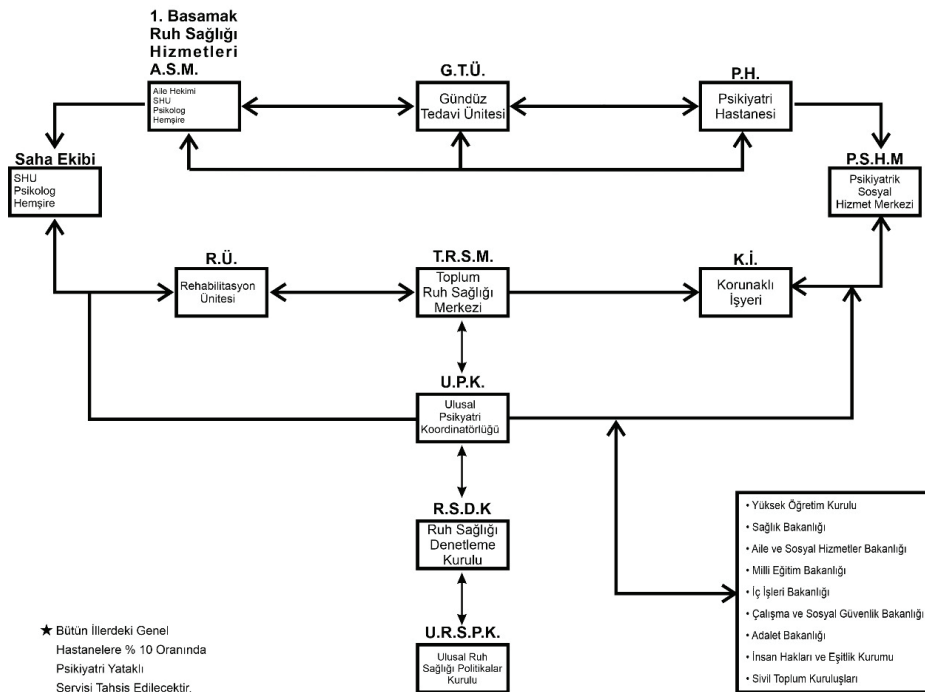 1. Basamak
Ruh Sağlığı
Hizmetleri
A.S.M.
Aile Hekimi
SHU
Psikolog
Hemşire
G.T.Ü.
Gündüz
Tedavi Ünitesi
P.H.
Psikiyatri
Hastanesi
Saha Ekibi
SHU
Psikolog
Hemşire
P.S.H.M
Psikiyatrik
Sosyal
Hizmet Merkezi
R.Ü.
Rehabilitasyon
Ünitesi
T.R.S.M.
Toplum
Ruh Sağlığı
Merkezi
K.İ.
Korunaklı
İşyeri
U.P.K.
Ulusal
Psikyatri
Koordinatörlüğü
R.S.D.K
Ruh Sağlığı
Denetleme
Kurulu
U.R.S.P.K.
Ulusal Ruh
Sağlığı Politikalar
Kurulu
• Yüksek Öğretim Kurulu
• Sağlık Bakanlığı
• Aile ve Sosyal Hizmetler Bakanlığı
• Milli Eğitim Bakanlığı
• İç İşleri Bakanlığı
• Çalışma ve Sosyal Güvenlik Bakanlığı
• Adalet Bakanlığı
• İnsan Hakları ve Eşitlik Kurumu
• Sivil Toplum Kuruluşları
★ Bütün İllerdeki Genel
Hastanelere % 10 Oranında
Psikiyatri Yataklı
Servisi Tahsis Edilecektir.